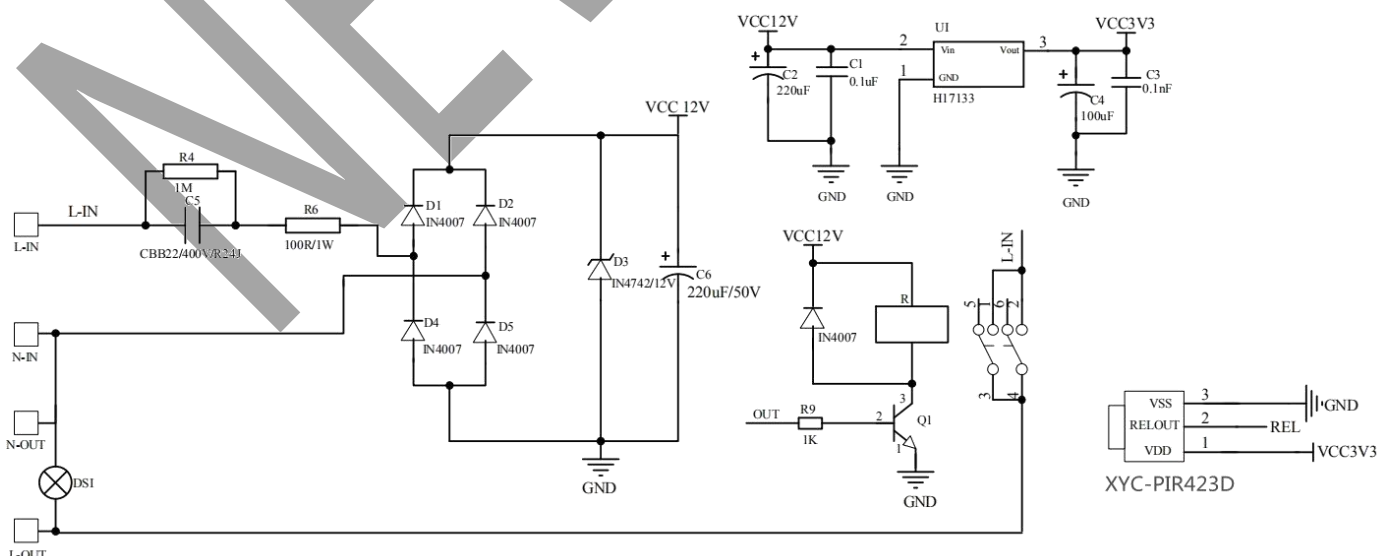 VCC12V
UI
VCC3V3
2
3
Vin
Vout
C1
0.1uF
C2
220uF
1
GND
H17133
C3
0.1nF
C4
100uF
GND
GND
GND
VCC 12V
R4
1M
C5
L-IN
L-IN
R6
100R/1W
CBB22/400V/R24J
D1
IN4007
D2
IN4007
D3
IN4742/12V
C6
220uF/50V
D4
IN4007
D5
IN4007
N-IN
N-OUT
DSI
L-OUT
GND
VCC12V
R
IN4007
OUT
R9
1K
2
3
1
Q1
GND
L-IN
5
1
6
2
3
4
VSS
3
GND
RELOUT
2
REL
VDD
1
VCC3V3
XYC-PIR423D